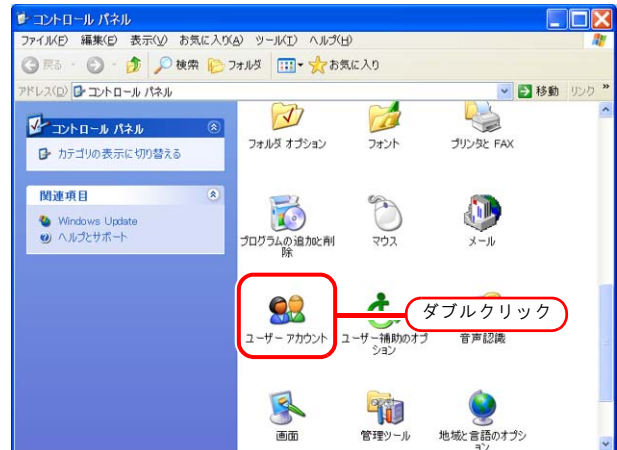 コントロール パネル
ファイル(F) 編集(E) 表示(V) お気に入り(A) ツール(T) ヘルプ(H)
戻る 検索 フォルダ お気に入り
アドレス(D) コントロール パネル 移動 リンク »
コントロール パネル
カテゴリの表示に切り替える
関連項目
Windows Update
ヘルプとサポート
フォルダ オプション フォント プリンタと FAX
プログラムの追加と削 マウス メール
除
ダブルクリック
ユーザー アカウント ユーザー補助のオプ 音声認識
ション
画面 管理ツール 地域と言語のオプシ
ョン